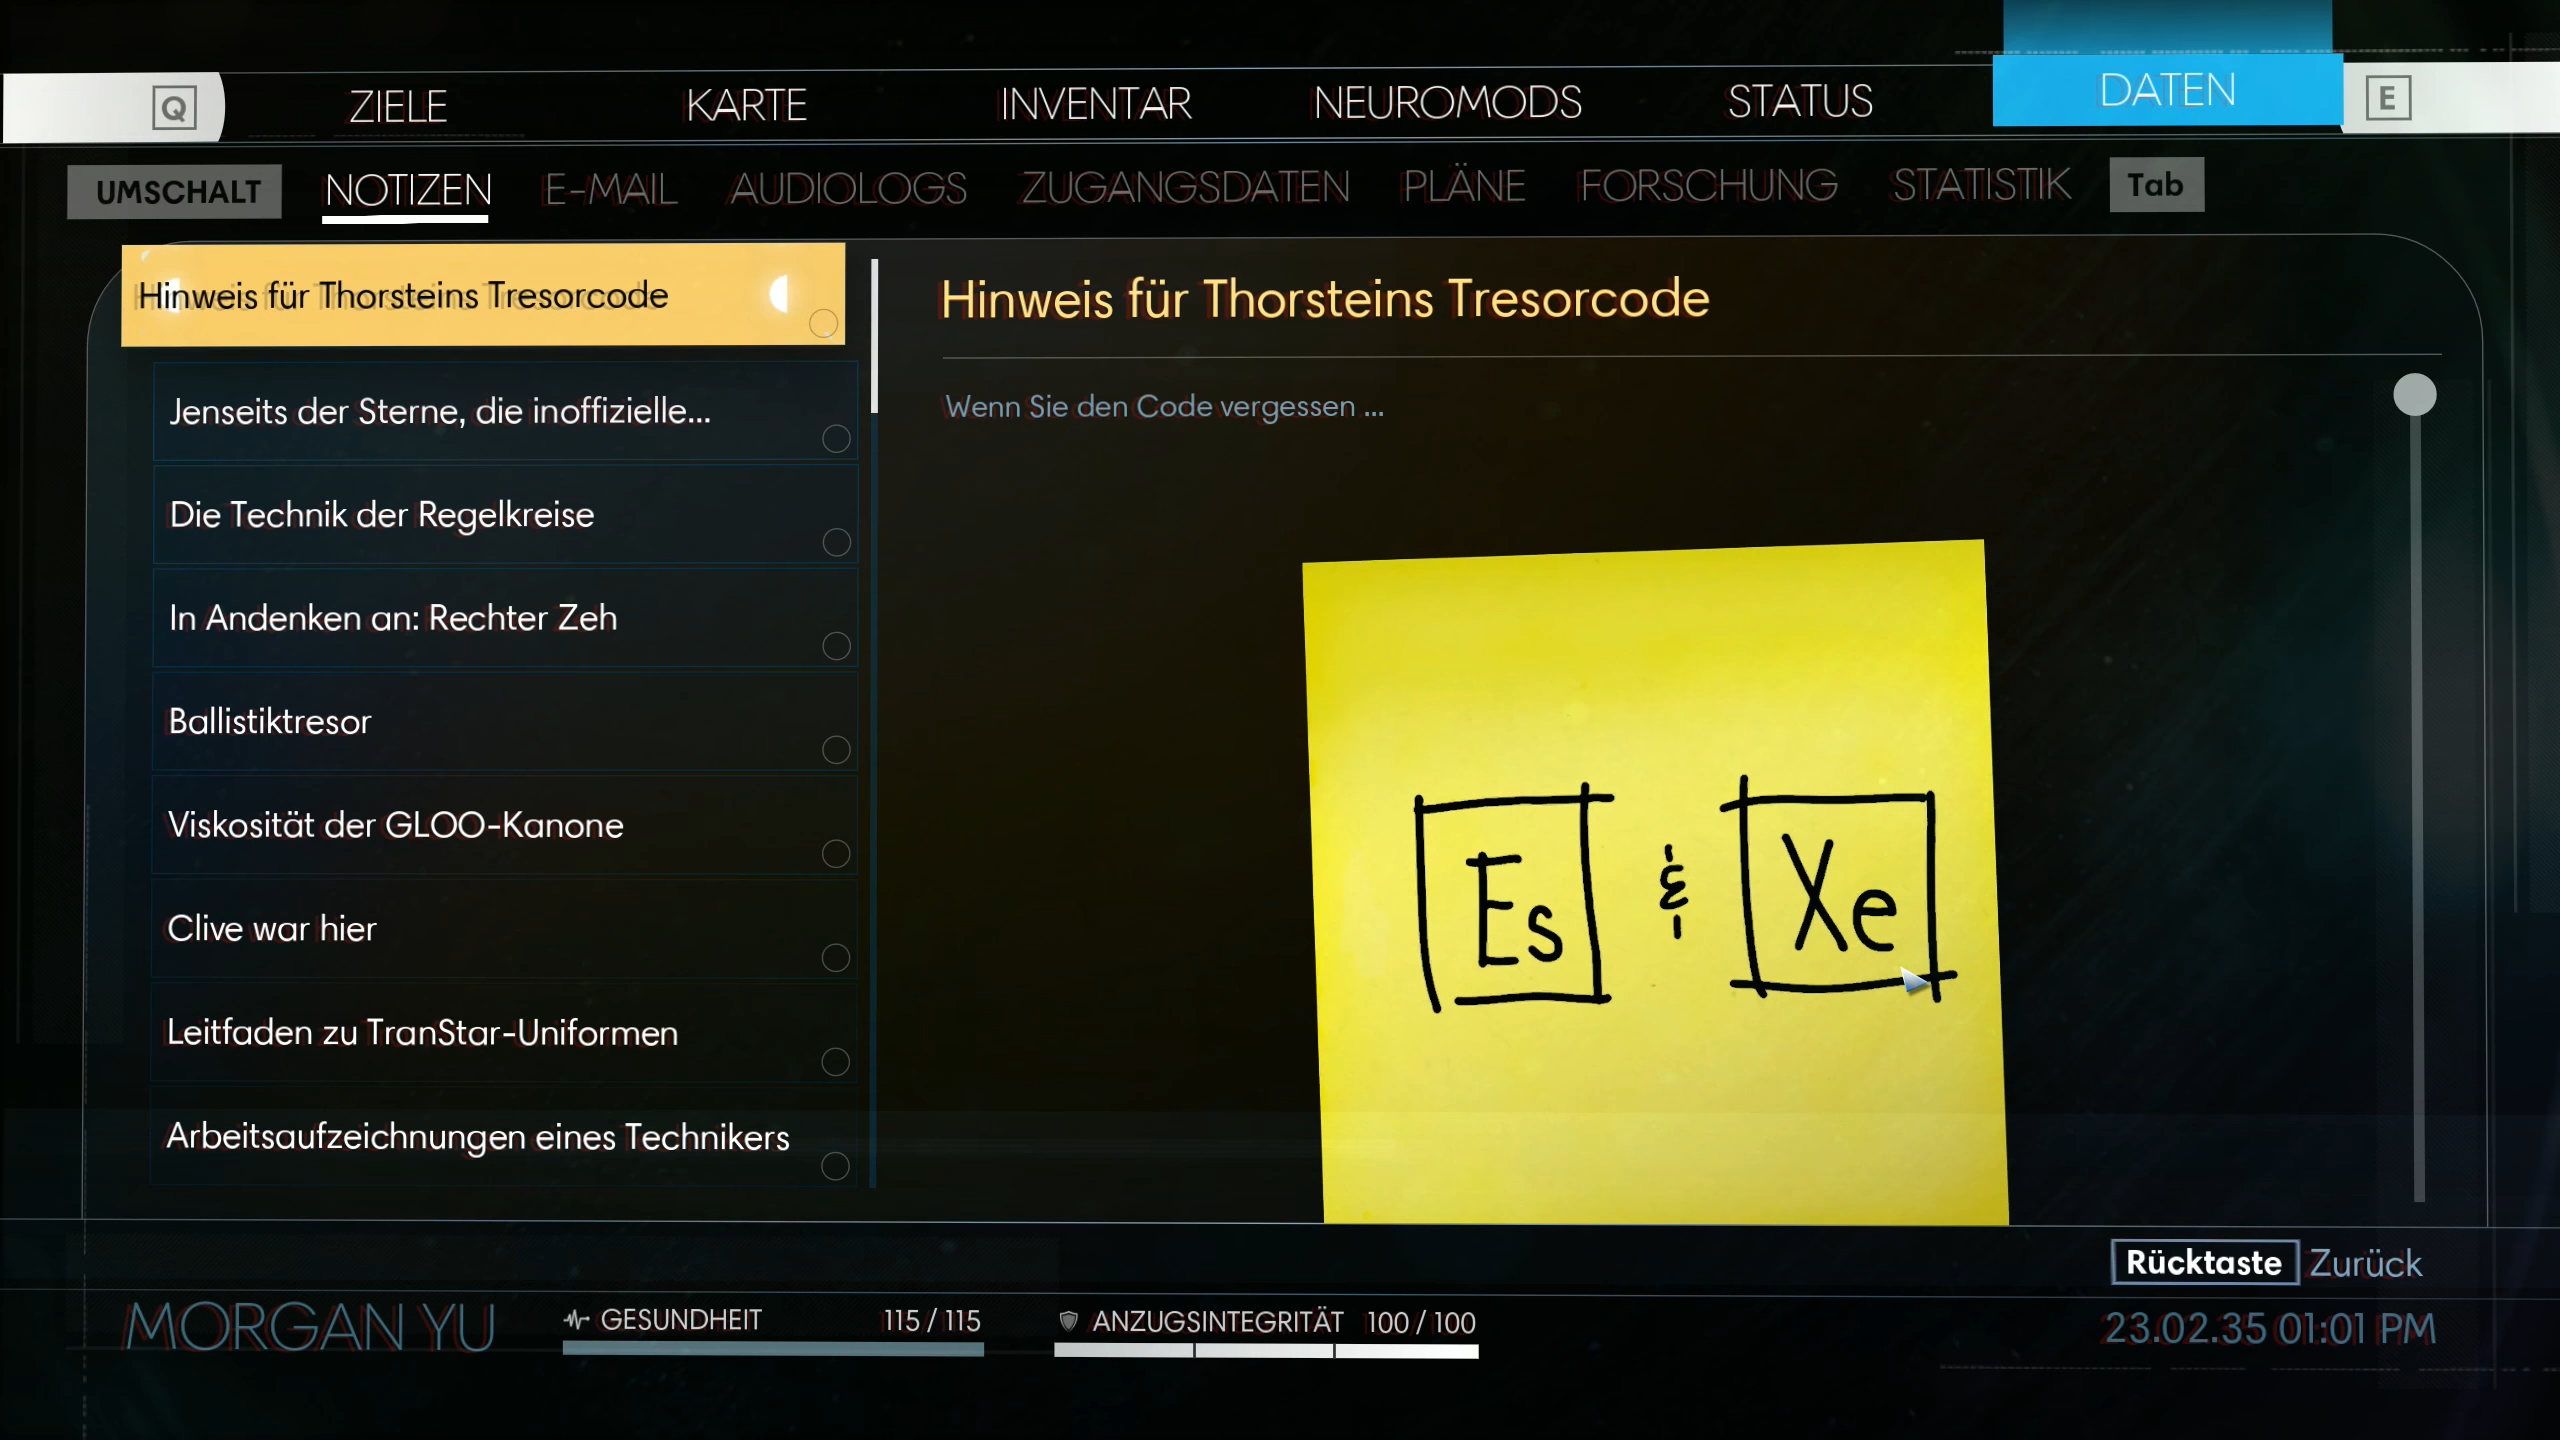 Q
ZIELE
KARTE
INVENTAR
NEUROMODS
STATUS
DATEN
E
UMSCHALT
NOTIZEN
E-MAIL
AUDIOLOGS
ZUGANGSDATEN
PLÄNE
FORSCHUNG
STATISTIK
Tab
Hinweis für Thorsteins Tresorcode
Jenseits der Sterne, die inoffizielle...
Die Technik der Regelkreise
In Andenken an: Rechter Zeh
Ballistiktresor
Viskosität der GLOO-Kanone
Clive war hier
Leitfaden zu TranStar-Uniformen
Arbeitsaufzeichnungen eines Technikers
Hinweis für Thorsteins Tresorcode
Wenn Sie den Code vergessen ...
Es & Xe
Rücktaste Zurück
MORGAN YU
GESUNDHEIT 115 / 115
ANZUGSINTEGRITÄT 100 / 100
23.02.35 01:01 PM